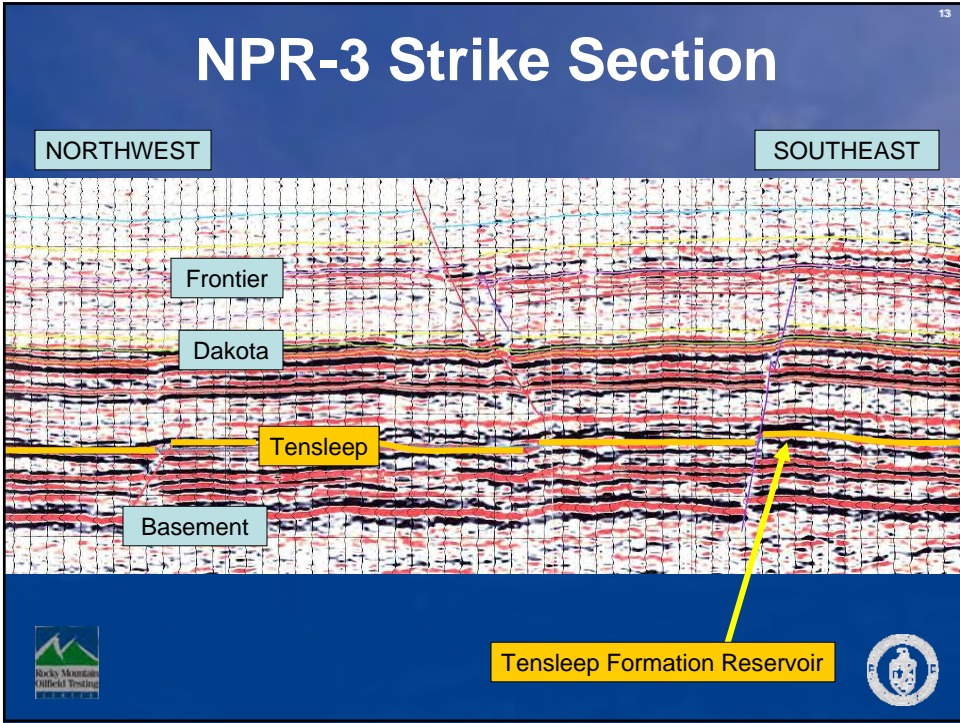 13
NPR-3 Strike Section
NORTHWEST
SOUTHEAST
Frontier
Dakota
Tensleep
Basement
Tensleep Formation Reservoir
Rocky Mountain
Oilfield Testing